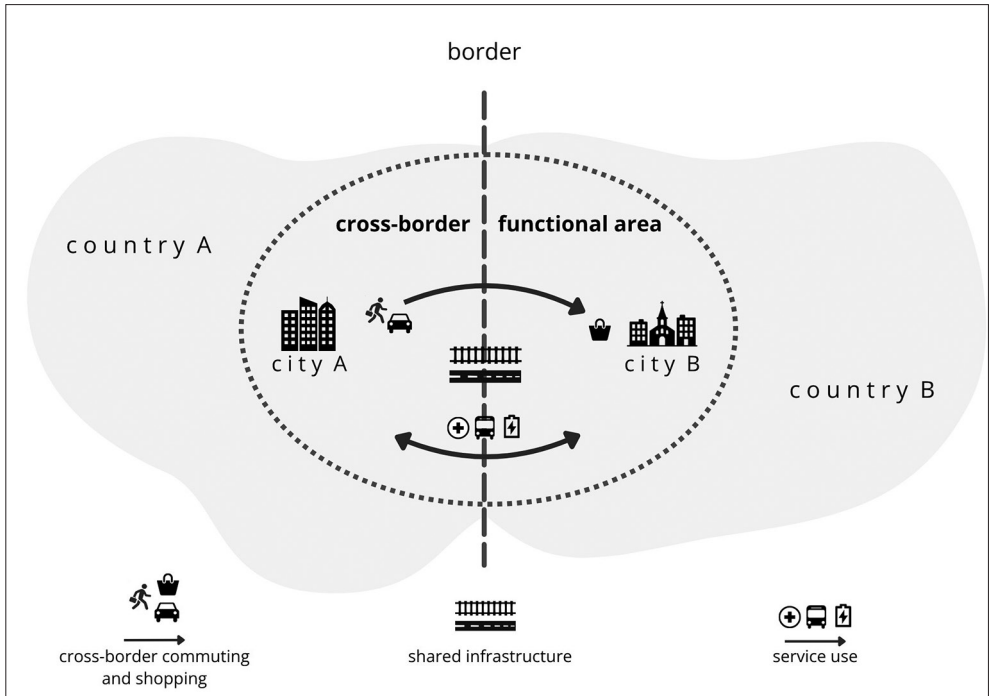 border
cross-border functional area
country A
city A
city B
country B
cross-border commuting
and shopping
shared infrastructure
service use